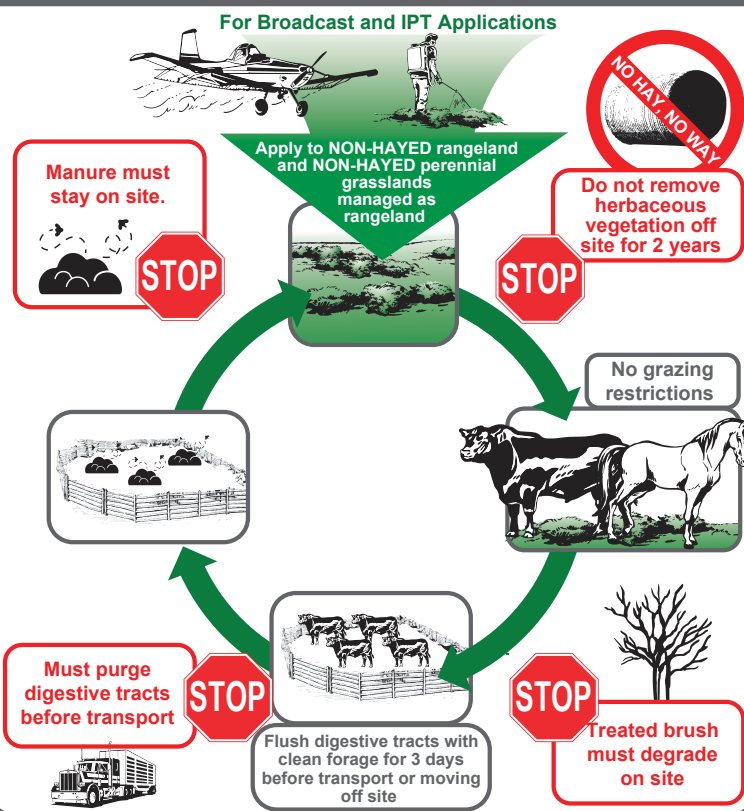 For Broadcast and IPT Applications
NO HAY, NO WAY
Apply to NON-HAYED rangeland
and NON-HAYED perennial
grasslands
managed as
rangeland
Manure must
stay on site.
STOP
Do not remove
herbaceous
vegetation off
site for 2 years
STOP
No grazing
restrictions
Must purge
digestive tracts
before transport
STOP
Flush digestive tracts with
clean forage for 3 days
before transport or moving
off site
STOP
Treated brush
must degrade
on site